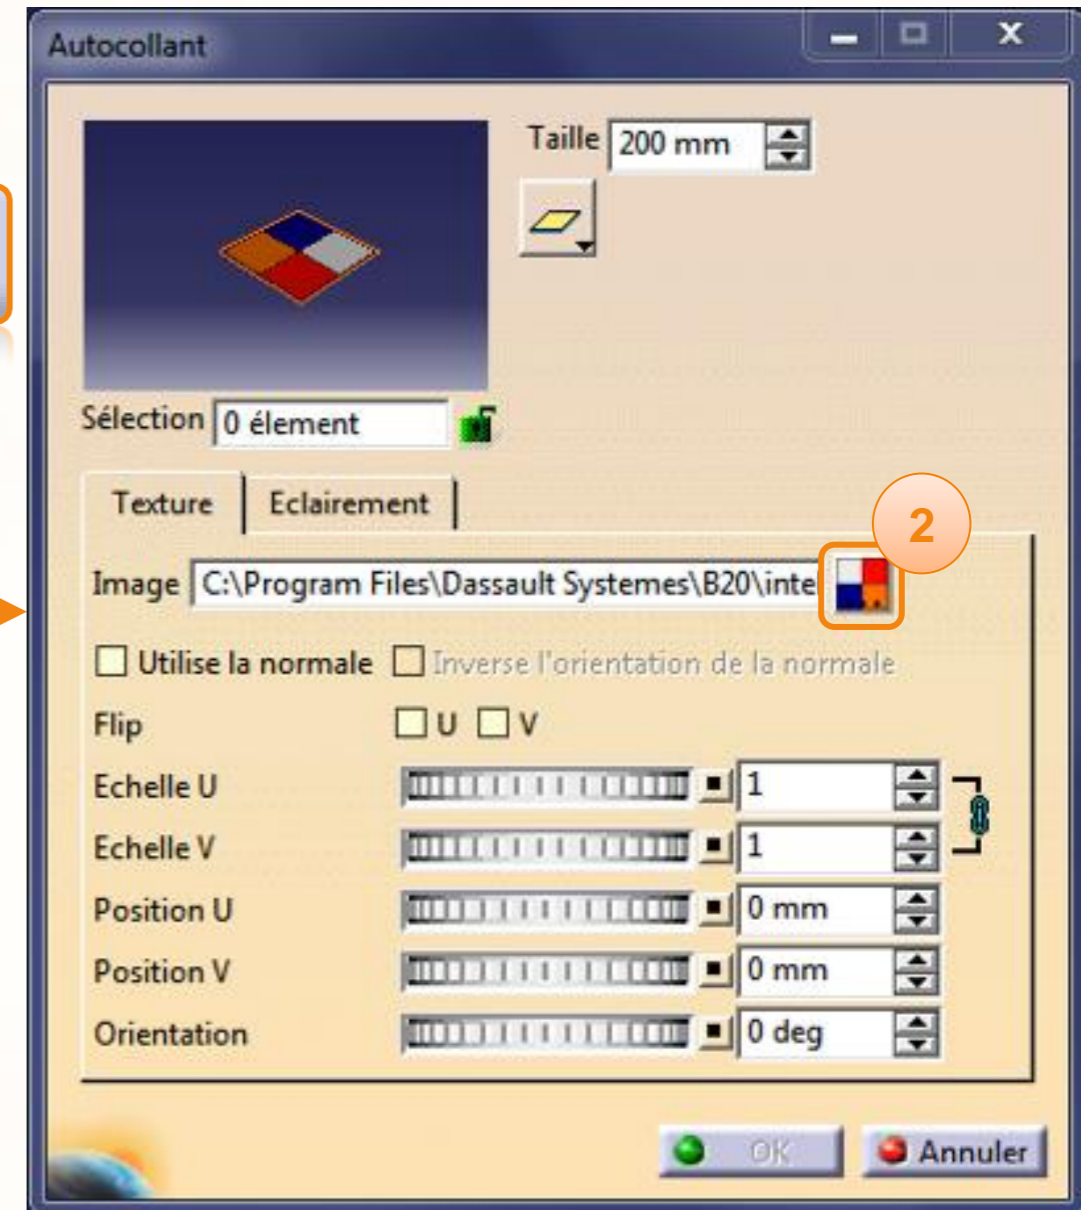 Autocollant
Taille 200 mm
Sélection 0 élement
Texture Eclairement
2
Image C:\Program Files\Dassault Systemes\B20\inte
Utilise la normale Inverse l'orientation de la normale
Flip U V
Echelle U 1
Echelle V 1
Position U 0 mm
Position V 0 mm
Orientation 0 deg
OK Annuler